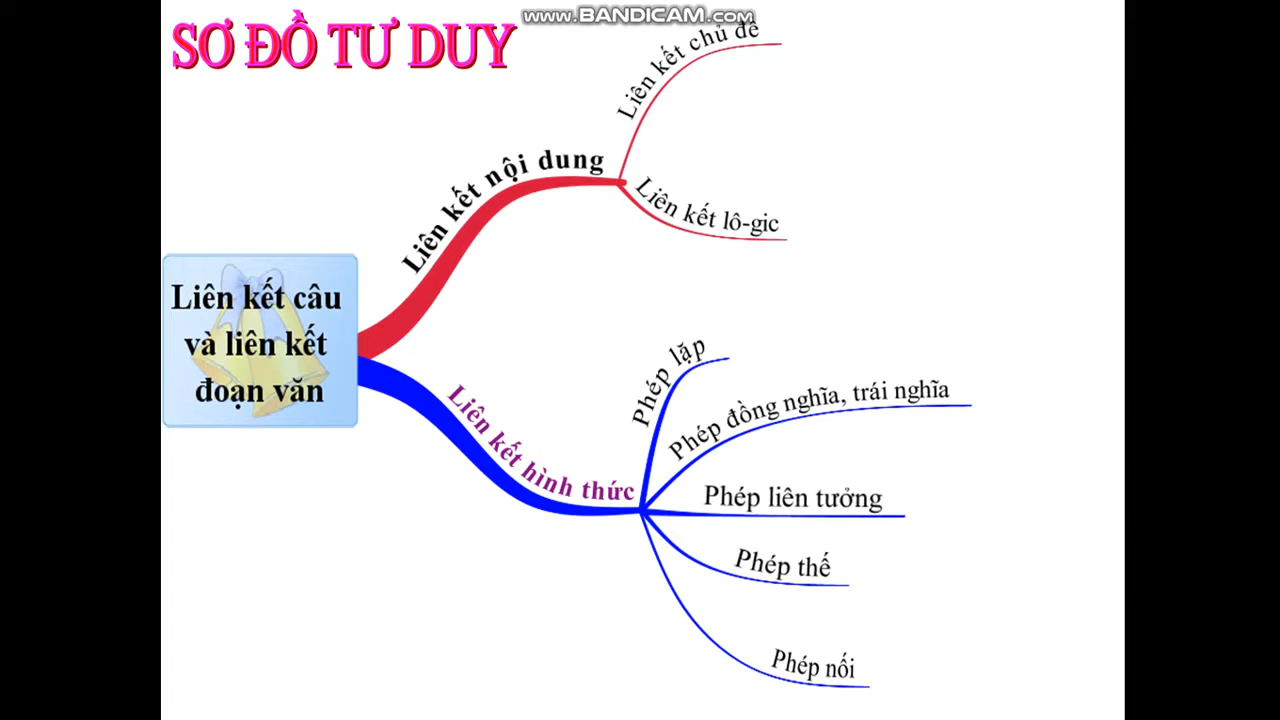 www.BANDICAM.com
SƠ ĐỒ TƯ DUY
Liên kết chủ đề
Liên kết nội dung
Liên kết lô-gic
Liên kết câu
và liên kết
đoạn văn
Phép lặp
Phép đồng nghĩa, trái nghĩa
Liên kết hình thức
Phép liên tưởng
Phép thế
Phép nối